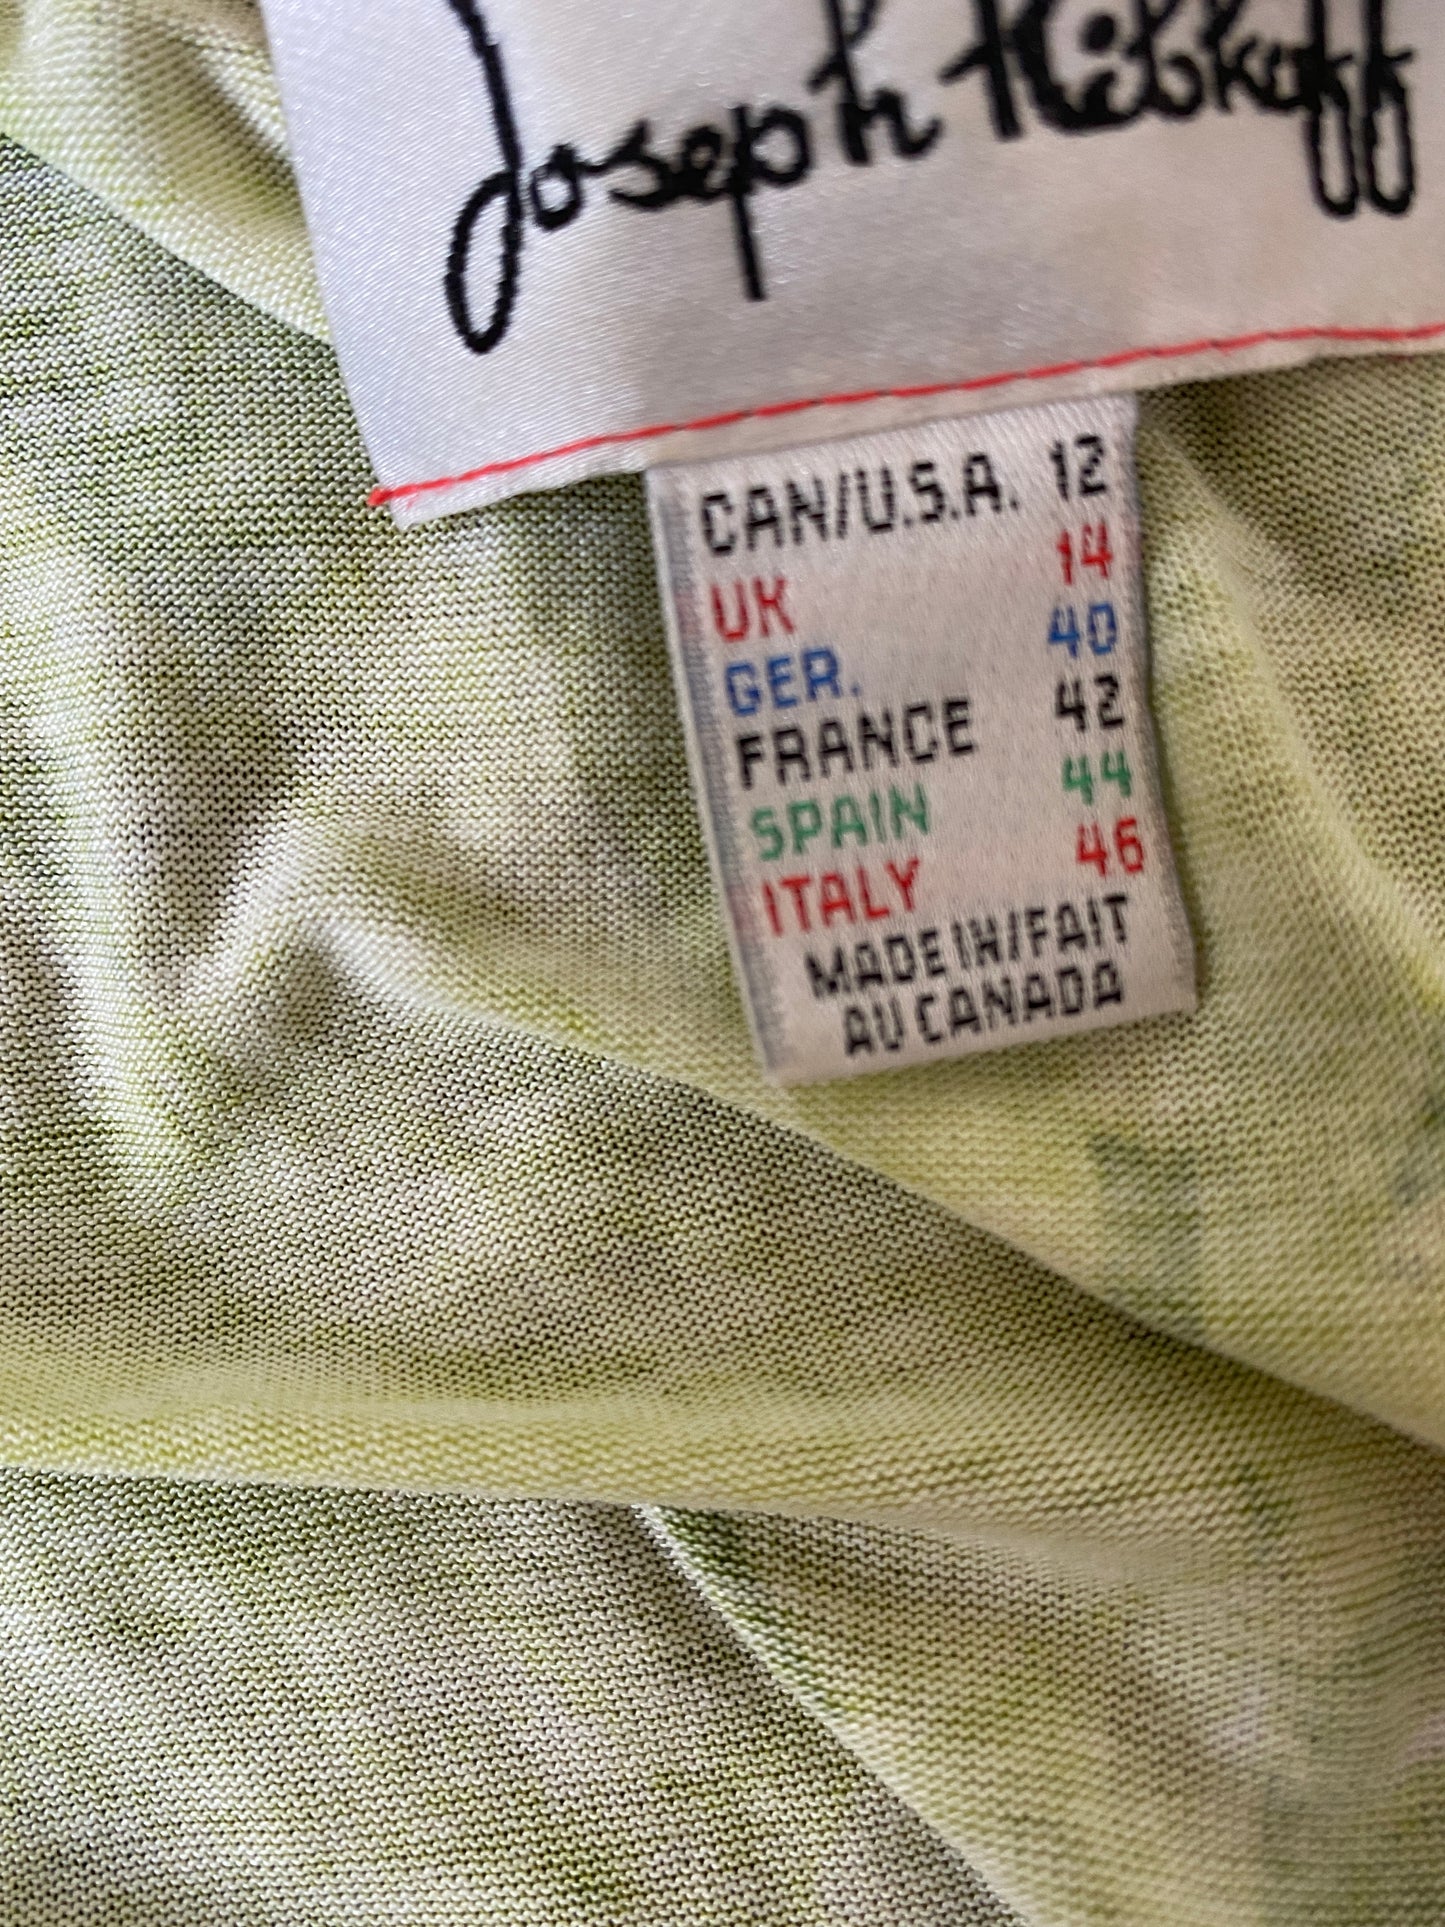 Joseph Ribkoff
CAN/U.S.A. 12
UK 14
GER. 40
FRANCE 42
SPAIN 44
ITALY 46
MADE IN/FAIT
AU CANADA